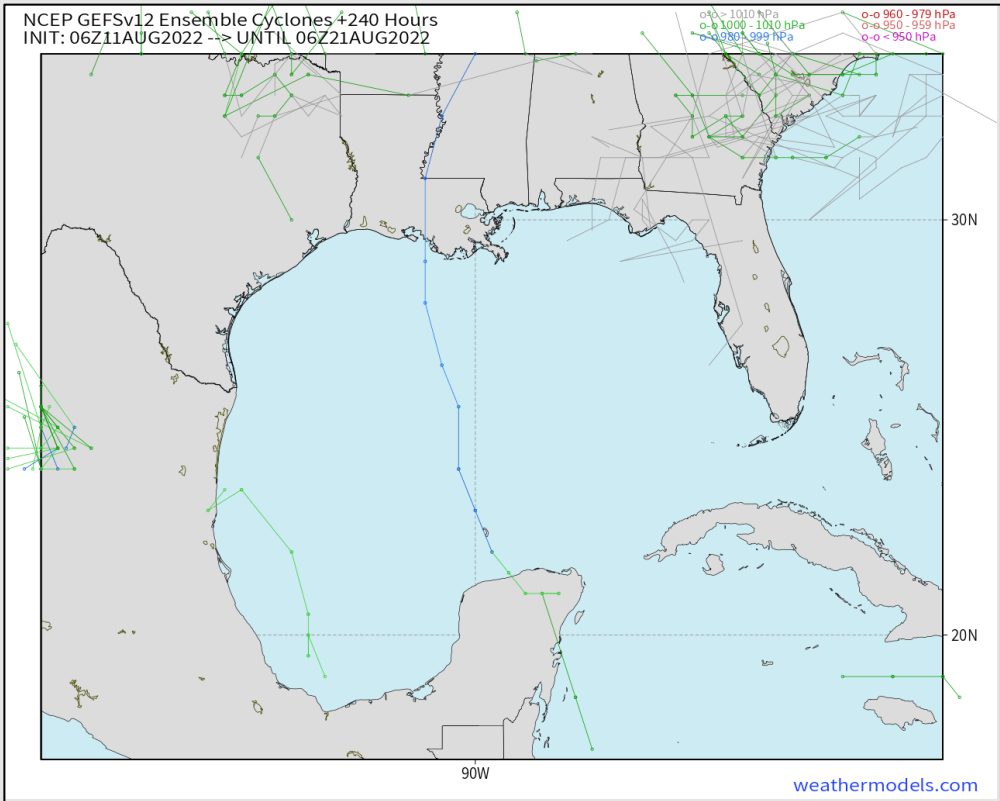 NCEP GEFSv12 Ensemble Cyclones +240 Hours
INIT: 06Z11AUG2022 --> UNTIL 06Z21AUG2022
o-o > 1010 hPa
o-o 1000 - 1010 hPa
o-o 980 - 999 hPa
o-o 960 - 979 hPa
o-o 950 - 959 hPa
o-o < 950 hPa
30N
20N
90W
weathermodels.com